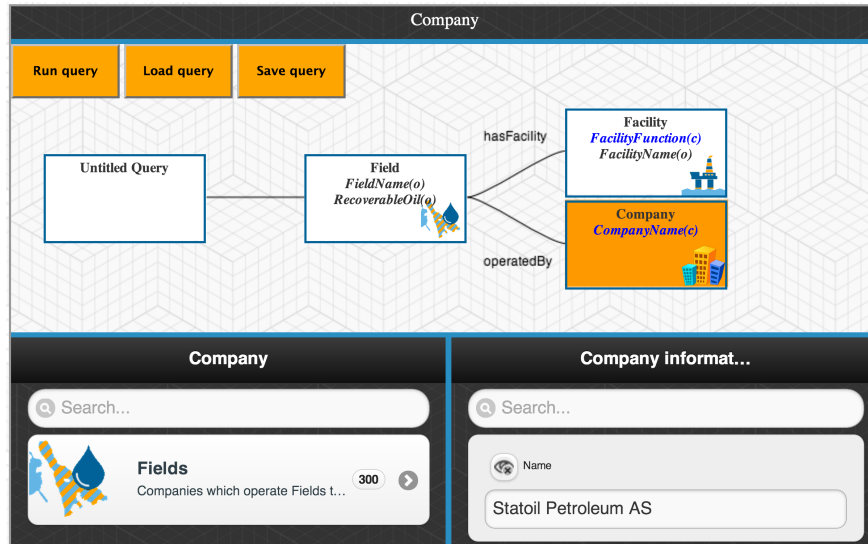 Company
Run query
Load query
Save query
Untitled Query
Field
FieldName(o)
RecoverableOil(o)
hasFacility
operatedBy
Facility
FacilityFunction(c)
FacilityName(o)
Company
CompanyName(c)
Company
Search...
Fields
Companies which operate Fields t...
300
Company informat...
Search...
Name
Statoil Petroleum AS